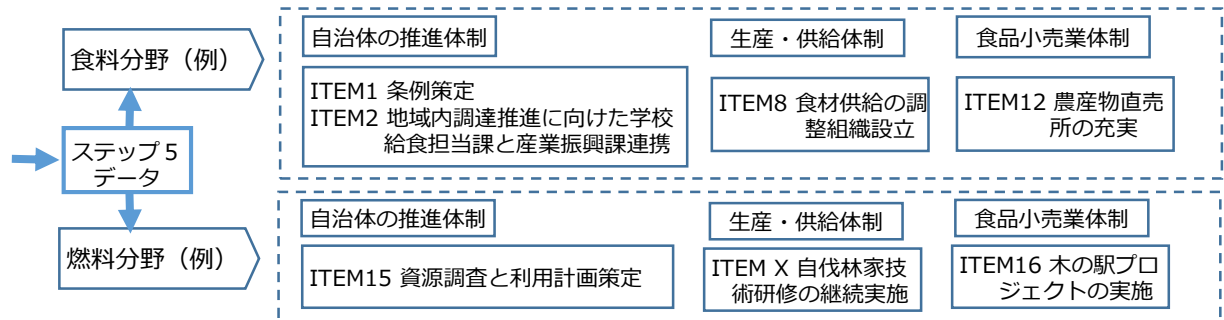 食料分野（例）
自治体の推進体制
生産・供給体制
食品小売業体制
ITEM1 条例策定
ITEM2 地域内調達推進に向けた学校
給食担当課と産業振興課連携
ITEM8 食材供給の調
整組織設立
ITEM12 農産物直売
所の充実
ステップ５
データ
燃料分野（例）
自治体の推進体制
生産・供給体制
食品小売業体制
ITEM15 資源調査と利用計画策定
ITEM X 自伐林家技
術研修の継続実施
ITEM16 木の駅プロ
ジェクトの実施